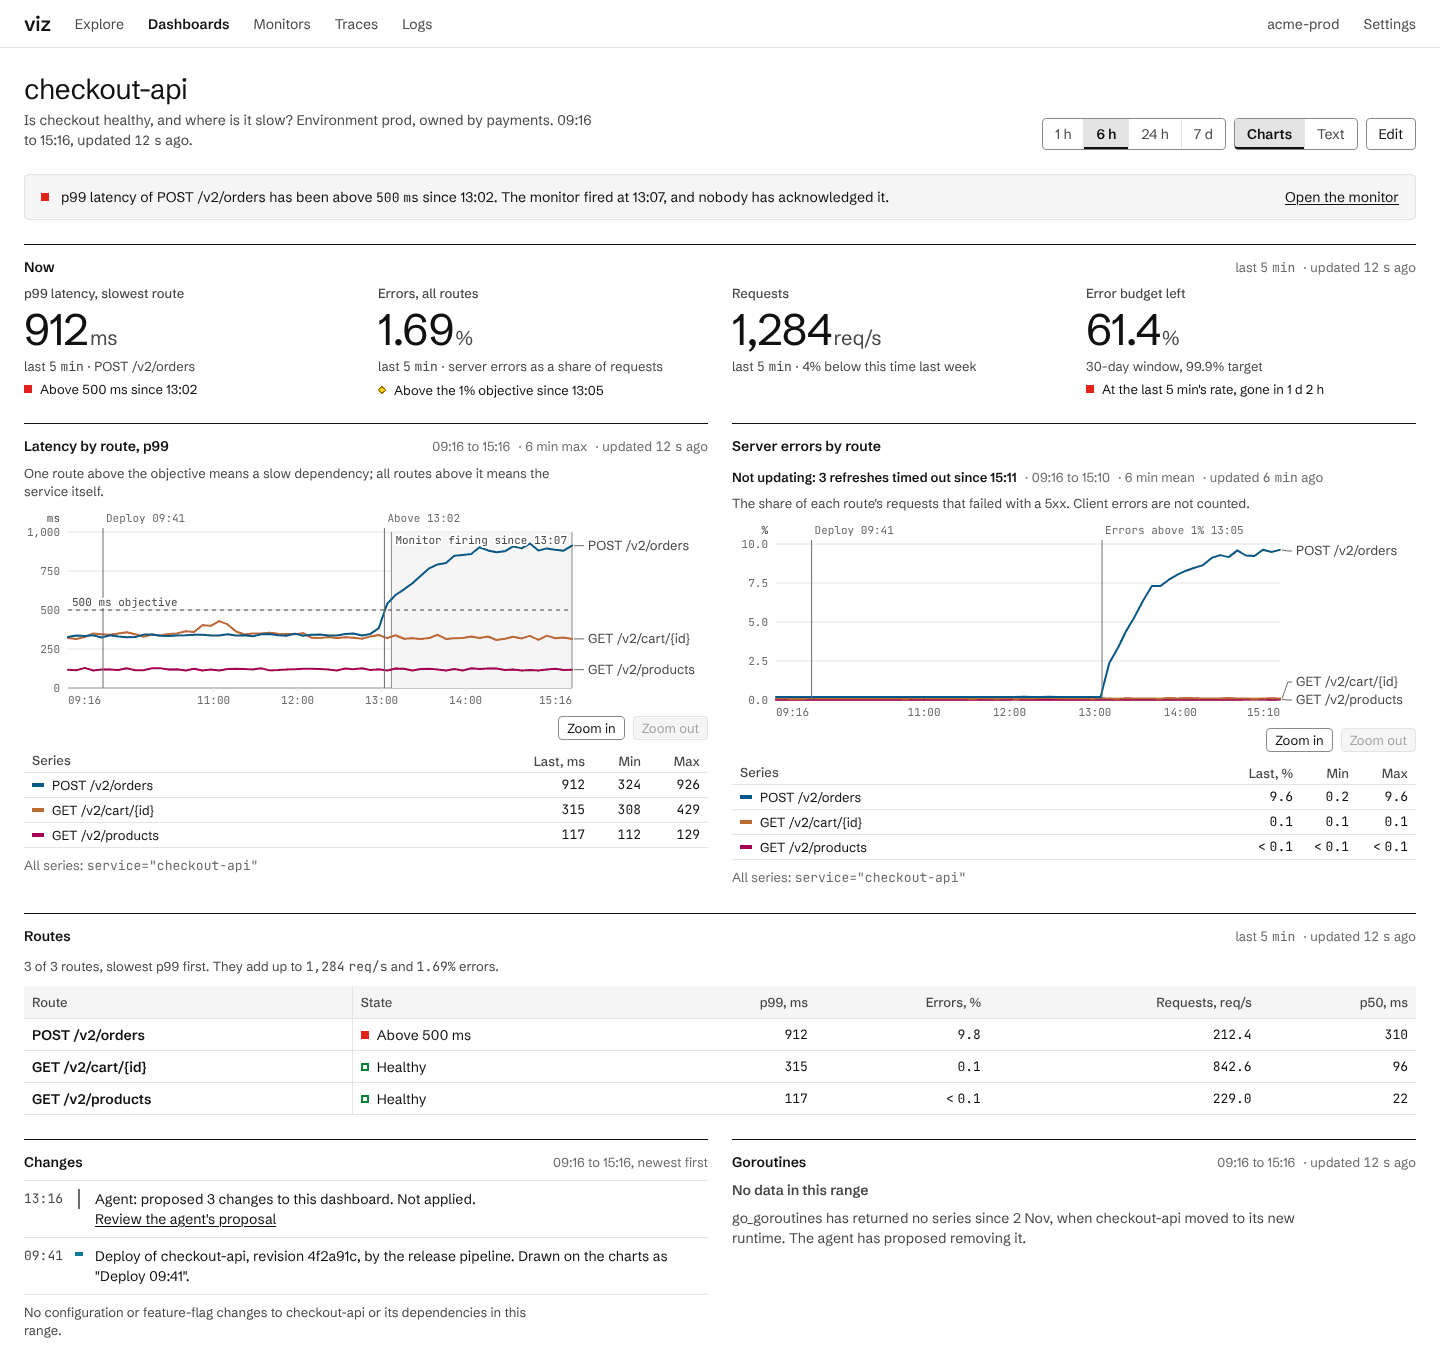 viz Explore Dashboards Monitors Traces Logs acme-prod Settings
checkout-api
Is checkout healthy, and where is it slow? Environment prod, owned by payments. 09:16
to 15:16, updated 12 s ago.
1 h 6 h 24 h 7 d Charts Text Edit
p99 latency of POST /v2/orders has been above 500 ms since 13:02. The monitor fired at 13:07, and nobody has acknowledged it. Open the monitor
Now last 5 min · updated 12 s ago
p99 latency, slowest route
912ms
last 5 min · POST /v2/orders
Above 500 ms since 13:02
Errors, all routes
1.69%
last 5 min · server errors as a share of requests
Above the 1% objective since 13:05
Requests
1,284req/s
last 5 min · 4% below this time last week
Error budget left
61.4%
30-day window, 99.9% target
At the last 5 min's rate, gone in 1 d 2 h
Latency by route, p99 09:16 to 15:16 · 6 min max · updated 12 s ago
One route above the objective means a slow dependency; all routes above it means the
service itself.
ms Deploy 09:41 Above 13:02
1,000
Monitor firing since 13:07
POST /v2/orders
750
500 ms objective
500
GET /v2/cart/{id}
250
GET /v2/products
0
09:16 11:00 12:00 13:00 14:00 15:16
Zoom in Zoom out
Series Last, ms Min Max
POST /v2/orders 912 324 926
GET /v2/cart/{id} 315 308 429
GET /v2/products 117 112 129
All series: service="checkout-api"
Server errors by route
Not updating: 3 refreshes timed out since 15:11 · 09:16 to 15:10 · 6 min mean · updated 6 min ago
The share of each route's requests that failed with a 5xx. Client errors are not counted.
% Deploy 09:41 Errors above 1% 13:05
10.0
POST /v2/orders
7.5
5.0
2.5
GET /v2/cart/{id}
0.0 GET /v2/products
09:16 11:00 12:00 13:00 14:00 15:10
Zoom in Zoom out
Series Last, % Min Max
POST /v2/orders 9.6 0.2 9.6
GET /v2/cart/{id} 0.1 0.1 0.1
GET /v2/products < 0.1 < 0.1 < 0.1
All series: service="checkout-api"
Routes last 5 min · updated 12 s ago
3 of 3 routes, slowest p99 first. They add up to 1,284 req/s and 1.69% errors.
Route State p99, ms Errors, % Requests, req/s p50, ms
POST /v2/orders Above 500 ms 912 9.8 212.4 310
GET /v2/cart/{id} Healthy 315 0.1 842.6 96
GET /v2/products Healthy 117 < 0.1 229.0 22
Changes 09:16 to 15:16, newest first
13:16 Agent: proposed 3 changes to this dashboard. Not applied.
Review the agent's proposal
09:41 Deploy of checkout-api, revision 4f2a91c, by the release pipeline. Drawn on the charts as
"Deploy 09:41".
No configuration or feature-flag changes to checkout-api or its dependencies in this
range.
Goroutines 09:16 to 15:16 · updated 12 s ago
No data in this range
go_goroutines has returned no series since 2 Nov, when checkout-api moved to its new
runtime. The agent has proposed removing it.